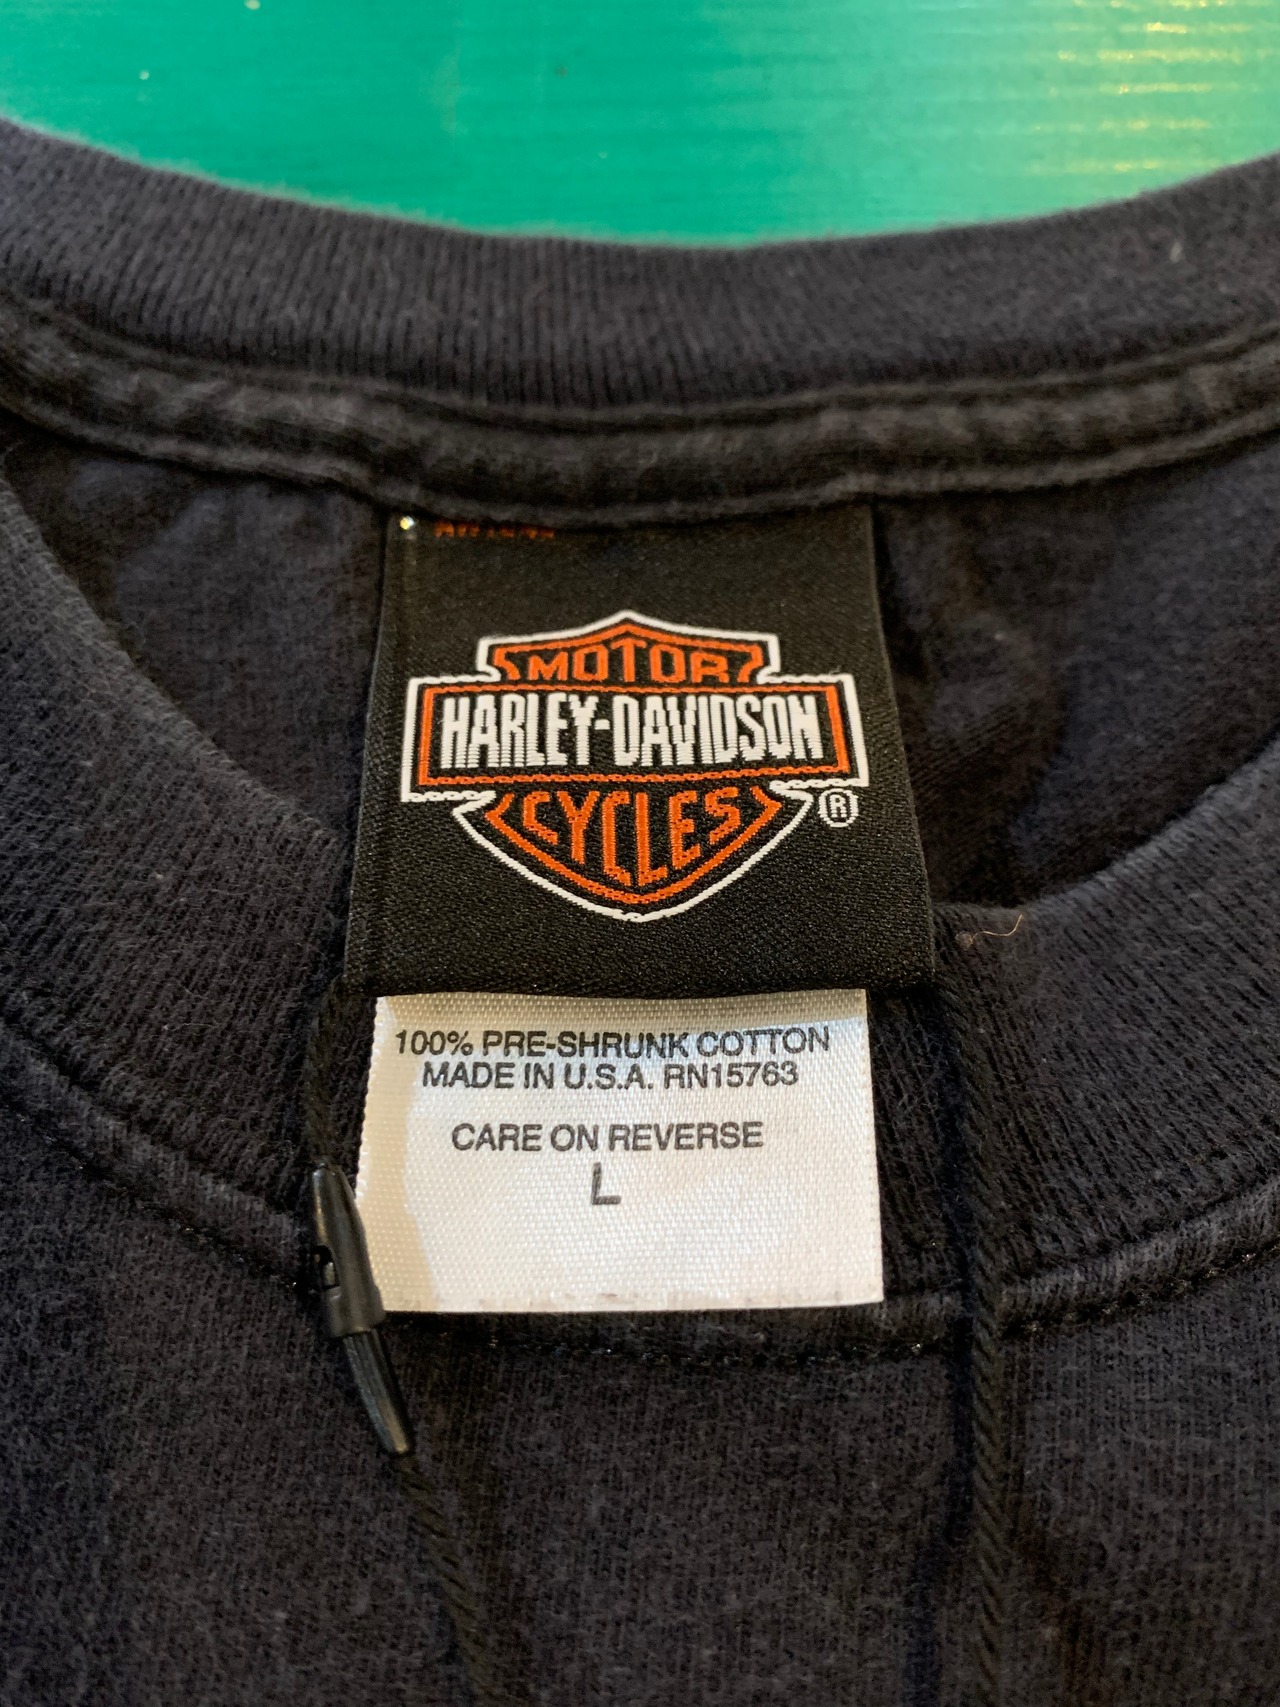 MOTOR
HARLEY-DAVIDSON
CYCLES ®
100% PRE-SHRUNK COTTON
MADE IN U.S.A. RN15763
CARE ON REVERSE
L